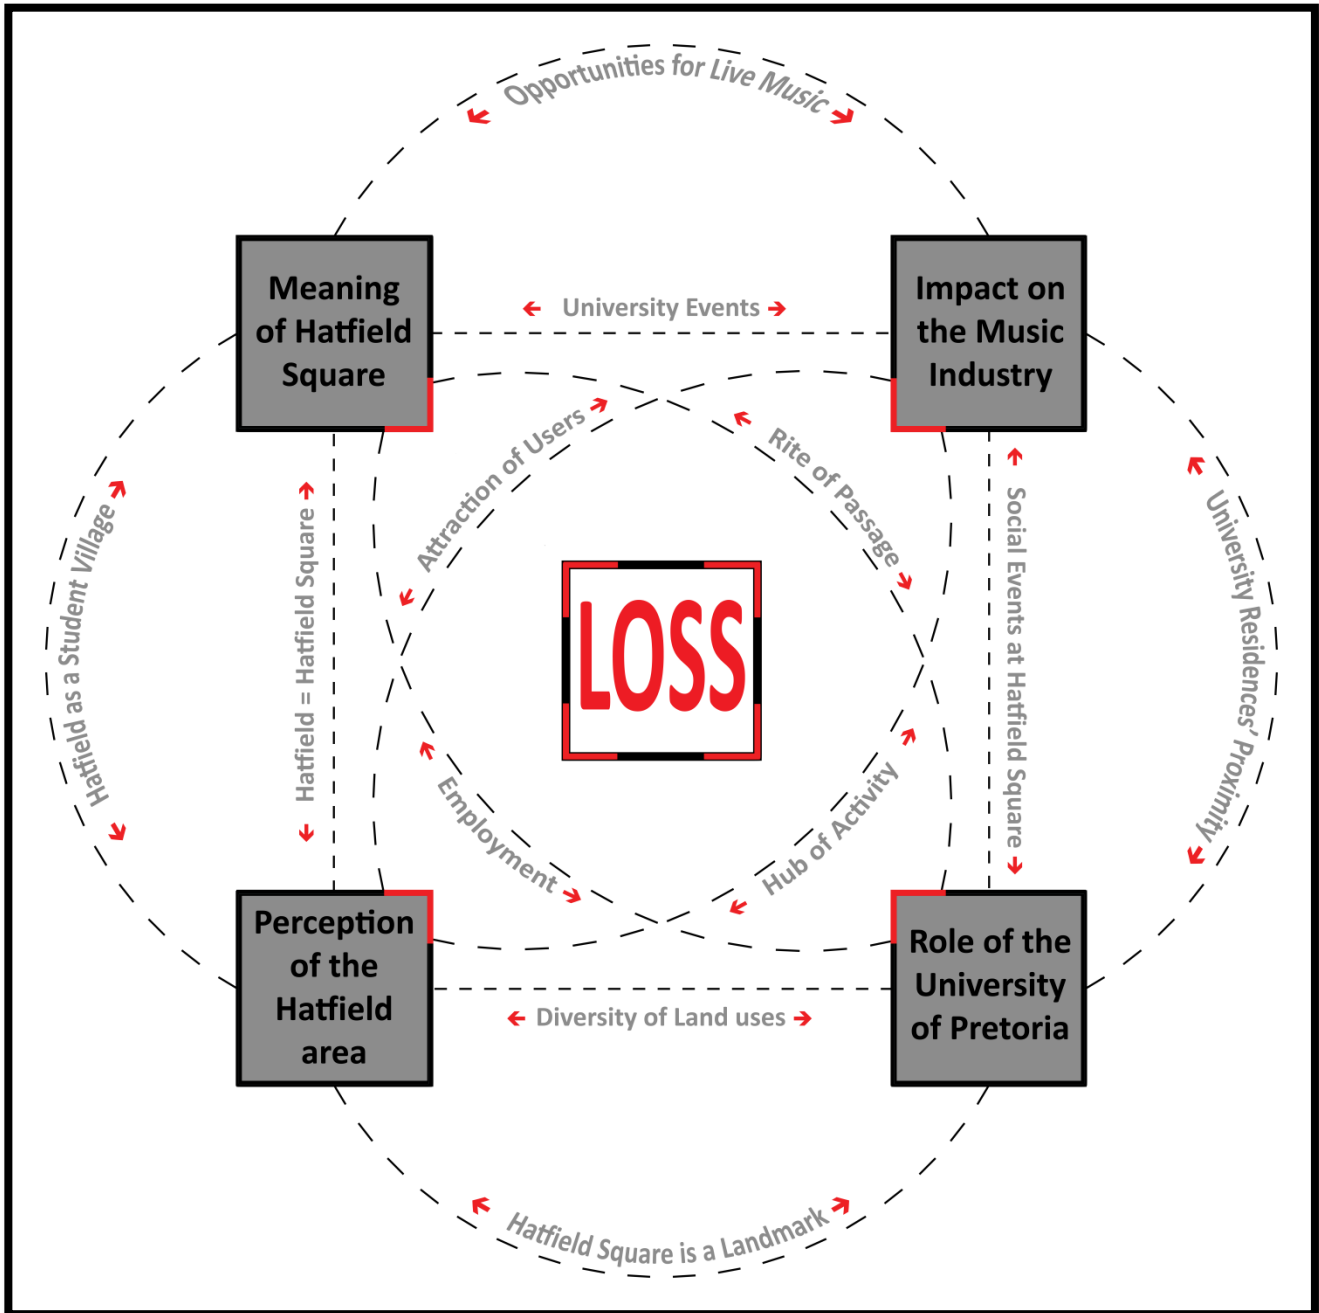 Opportunities for Live Music
Meaning
of Hatfield
Square
University Events
Impact on
the Music
Industry
Attraction of Users
Rite of Passage
Hatfield as a Student Village
Hatfield = Hatfield Square
LOSS
Social Events at Hatfield Square
University Residences' Proximity
Employment
Hub of Activity
Perception
of the
Hatfield
area
Diversity of Land uses
Role of the
University
of Pretoria
Hatfield Square is a Landmark